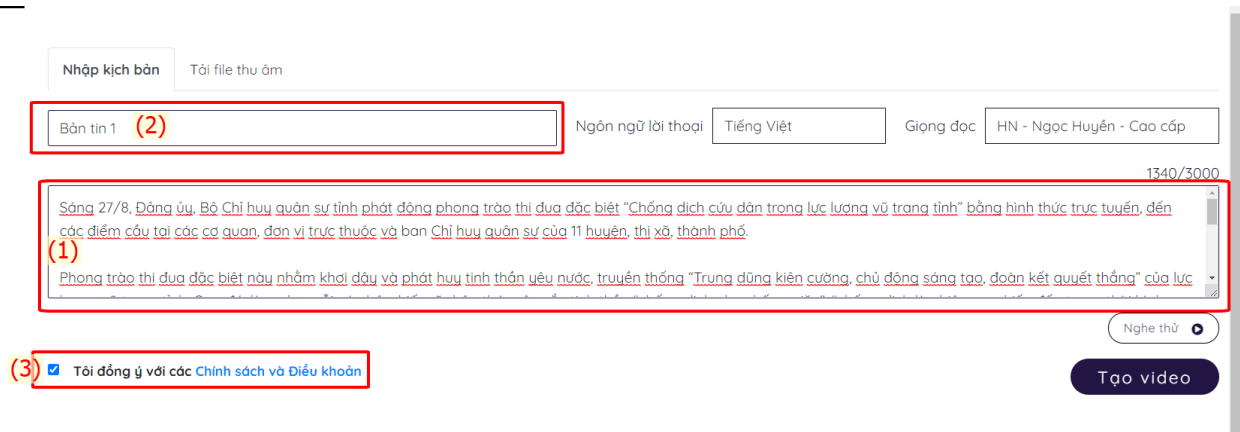 Nhập kịch bản Tải file thu âm
Bản tin 1 (2) Ngôn ngữ lời thoại Tiếng Việt Giọng đọc HN - Ngọc Huyền - Cao cấp
1340/3000
Sáng 27/8, Đảng ủy, Bộ Chỉ huy quân sự tỉnh phát động phong trào thi đua đặc biệt “Chống dịch cứu dân trong lực lượng vũ trang tỉnh” bằng hình thức trực tuyến, đến
các điểm cầu tại các cơ quan, đơn vị trực thuộc và ban Chỉ huy quân sự của 11 huyện, thị xã, thành phố.
(1)
Phong trào thi đua đặc biệt này nhằm khơi dậy và phát huy tinh thần yêu nước, truyền thống “Trung dũng kiên cường, chủ động sáng tạo, đoàn kết quyết thắng” của lực
Nghe thử
(3) Tôi đồng ý với các Chính sách và Điều khoản
Tạo video